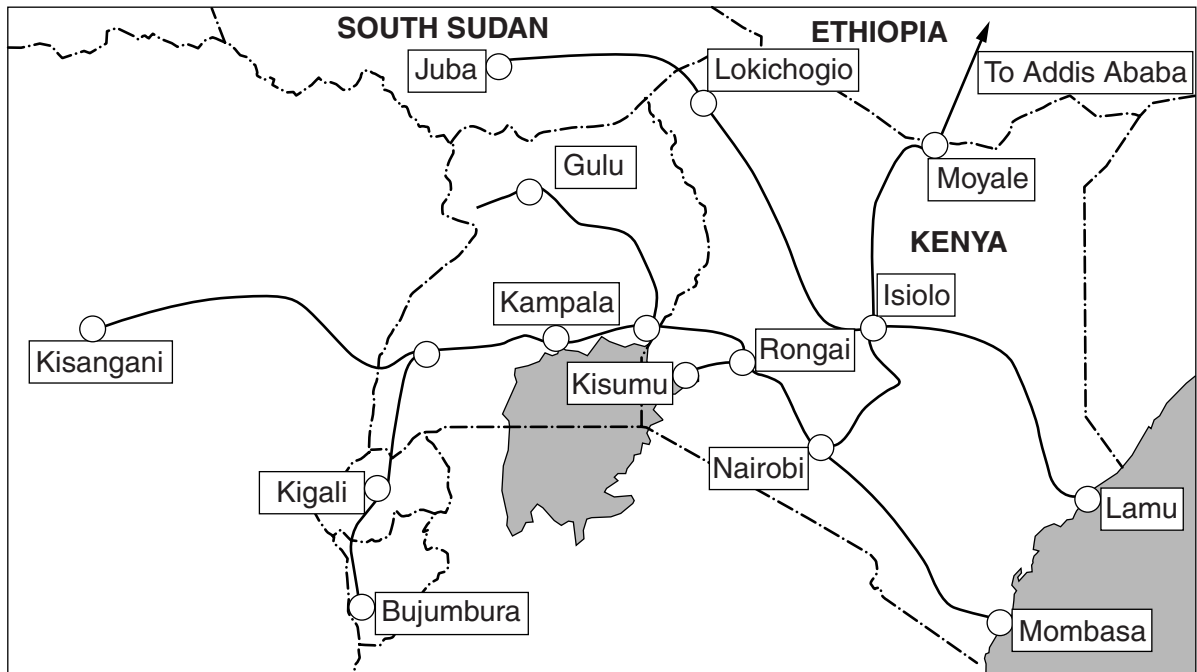 SOUTH SUDAN
ETHIOPIA
Juba
Lokichogio
To Addis Ababa
Gulu
Moyale
KENYA
Kampala
Isiolo
Kisangani
Rongai
Kisumu
Nairobi
Kigali
Lamu
Bujumbura
Mombasa